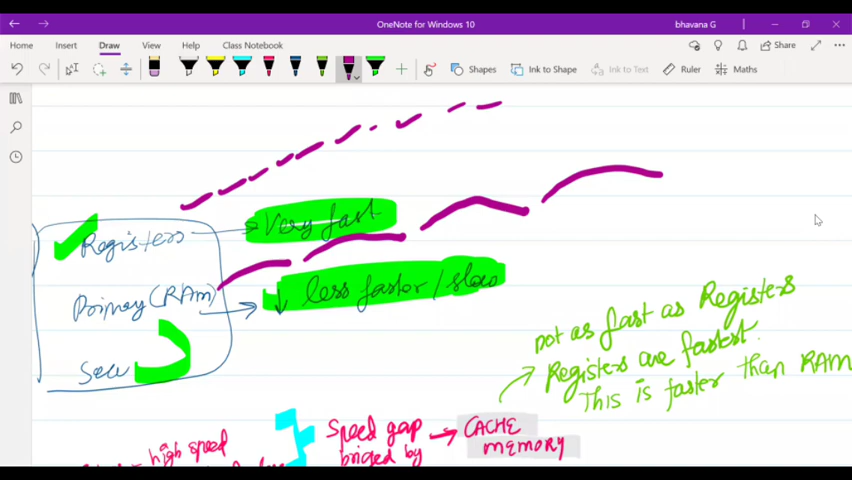 OneNote for Windows 10
bhavana G
Home Insert Draw View Help Class Notebook
Share
Shapes Ink to Shape Ink to Text Ruler Maths
Registers Very fast
Primary (RAM) less faster / slow
not as fast as Registers
Registers are fastest.
This is faster than RAM
Speed gap
briged by
CACHE
MEMORY
high speed